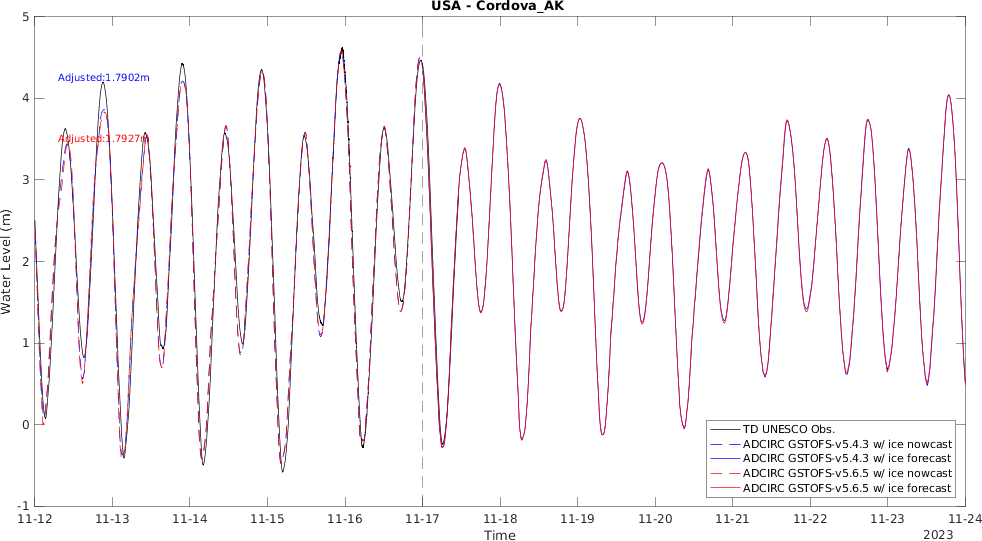 USA - Cordova_AK
5
4
3
2
1
0
-1
Water Level (m)
Adjusted:1.7902m
Adjusted:1.7927m
TD UNESCO Obs.
ADCIRC GSTOFS-v5.4.3 w/ ice nowcast
ADCIRC GSTOFS-v5.4.3 w/ ice forecast
ADCIRC GSTOFS-v5.6.5 w/ ice nowcast
ADCIRC GSTOFS-v5.6.5 w/ ice forecast
11-12 11-13 11-14 11-15 11-16 11-17 11-18 11-19 11-20 11-21 11-22 11-23 11-24
Time
2023